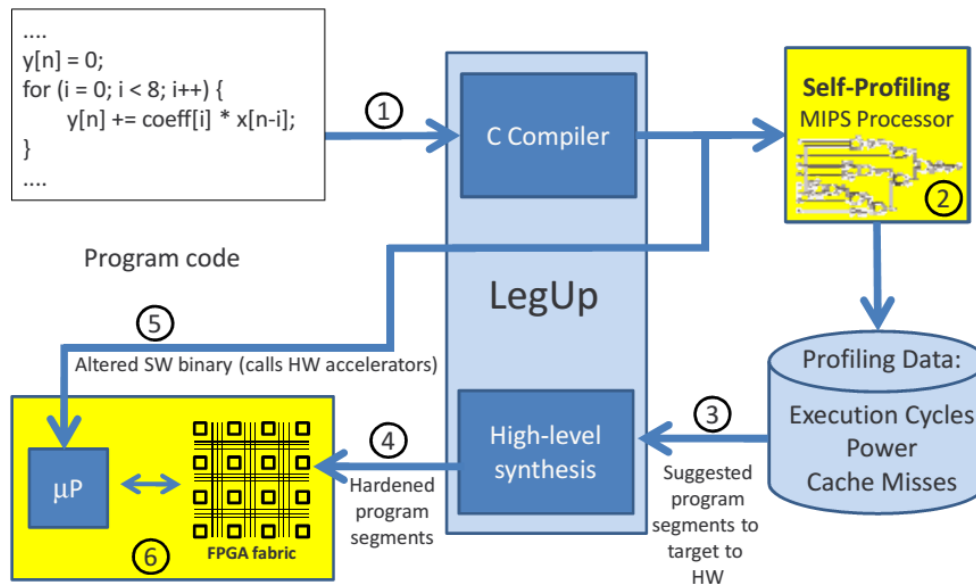 ....
y[n] = 0;
for (i = 0; i < 8; i++) {
y[n] += coeff[i] * x[n-i];
}
....
Program code
1
C Compiler
LegUp
Self-Profiling
MIPS Processor
2
Profiling Data:
Execution Cycles
Power
Cache Misses
3
Suggested
program
segments to
target to
HW
High-level
synthesis
4
Hardened
program
segments
5
Altered SW binary (calls HW accelerators)
μP
FPGA fabric
6